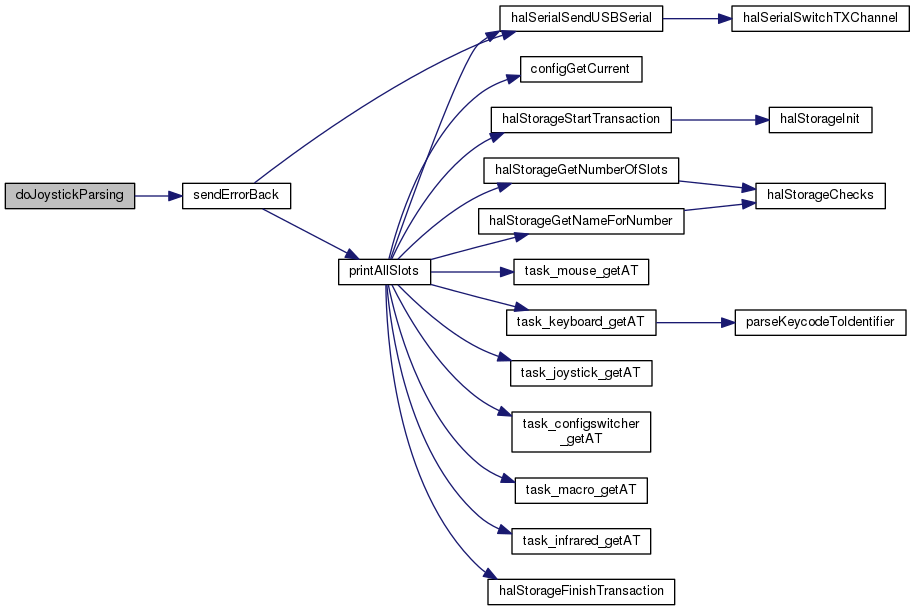 doJoystickParsing
sendErrorBack
printAllSlots
halSerialSendUSBSerial
halSerialSwitchTXChannel
configGetCurrent
halStorageStartTransaction
halStorageInit
halStorageGetNumberOfSlots
halStorageChecks
halStorageGetNameForNumber
task_mouse_getAT
task_keyboard_getAT
parseKeycodeToIdentifier
task_joystick_getAT
task_configswitcher
_getAT
task_macro_getAT
task_infrared_getAT
halStorageFinishTransaction